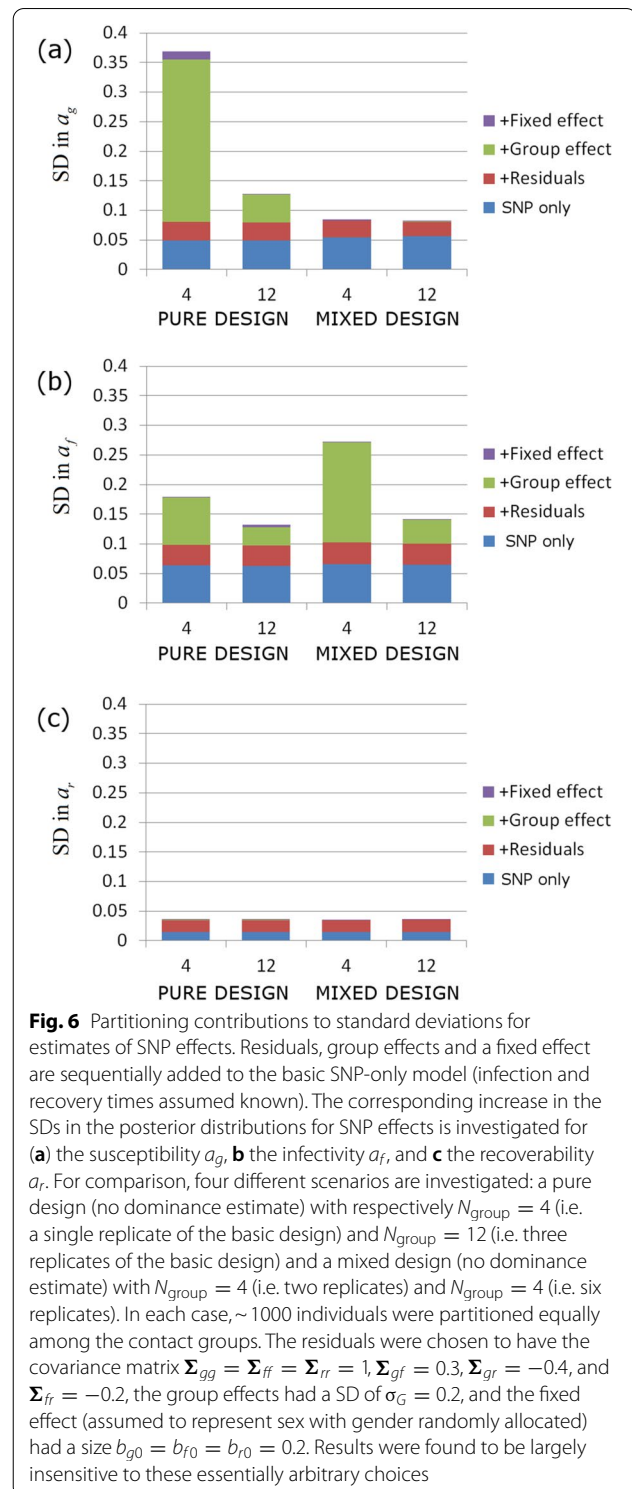 (a)
SD in a_g
0.4
0.35
0.3
0.25
0.2
0.15
0.1
0.05
0
4 12 4 12
PURE DESIGN MIXED DESIGN
+Fixed effect
+Group effect
+Residuals
SNP only
(b)
SD in a_f
0.4
0.35
0.3
0.25
0.2
0.15
0.1
0.05
0
4 12 4 12
PURE DESIGN MIXED DESIGN
+Fixed effect
+Group effect
+Residuals
SNP only
(c)
SD in a_r
0.4
0.35
0.3
0.25
0.2
0.15
0.1
0.05
0
4 12 4 12
PURE DESIGN MIXED DESIGN
+Fixed effect
+Group effect
+Residuals
SNP only
Fig. 6 Partitioning contributions to standard deviations for
estimates of SNP effects. Residuals, group effects and a fixed effect
are sequentially added to the basic SNP-only model (infection and
recovery times assumed known). The corresponding increase in the
SDs in the posterior distributions for SNP effects is investigated for
(a) the susceptibility a_g, b the infectivity a_f, and c the recoverability
a_r. For comparison, four different scenarios are investigated: a pure
design (no dominance estimate) with respectively N_group = 4 (i.e.
a single replicate of the basic design) and N_group = 12 (i.e. three
replicates of the basic design) and a mixed design (no dominance
estimate) with N_group = 4 (i.e. two replicates) and N_group = 4 (i.e. six
replicates). In each case, ~ 1000 individuals were partitioned equally
among the contact groups. The residuals were chosen to have the
covariance matrix Σ_gg = Σ_ff = Σ_rr = 1, Σ_gf = 0.3, Σ_gr = −0.4, and
Σ_fr = −0.2, the group effects had a SD of σ_G = 0.2, and the fixed
effect (assumed to represent sex with gender randomly allocated)
had a size b_g0 = b_f0 = b_r0 = 0.2. Results were found to be largely
insensitive to these essentially arbitrary choices